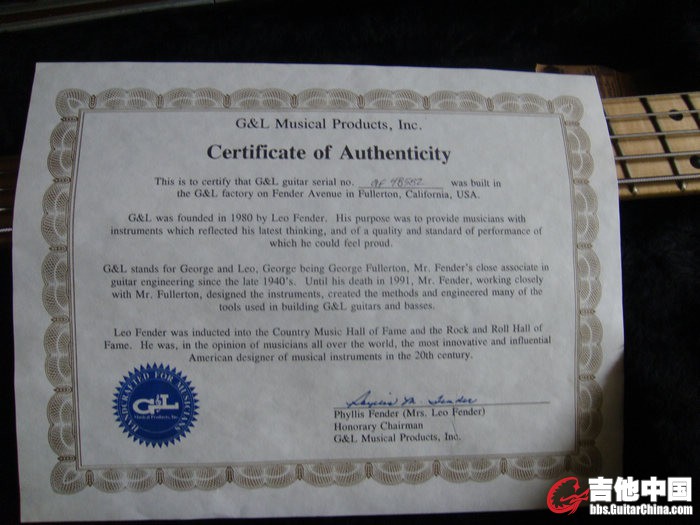 G&L Musical Products, Inc.
Certificate of Authenticity
This is to certify that G&L guitar serial no. was built in
the G&L factory on Fender Avenue in Fullerton, California, USA.
G&L was founded in 1980 by Leo Fender. His purpose was to provide musicians with
instruments which reflected his latest thinking, and of a quality and standard of performance of
which he could feel proud.
G&L stands for George and Leo, George being George Fullerton, Mr. Fender's close associate in
guitar engineering since the late 1940's. Until his death in 1991, Mr. Fender, working closely
with Mr. Fullerton, designed the instruments, created the methods and engineered many of the
tools used in building G&L guitars and basses.
Leo Fender was inducted into the Country Music Hall of Fame and the Rock and Roll Hall of
Fame. He was, in the opinion of musicians all over the world, the most innovative and influential
American designer of musical instruments in the 20th century.
HANDCRAFTED FOR MUSICIANS
G&L
Musical Products, Inc.
Phyllis M. Fender
Phyllis Fender (Mrs. Leo Fender)
Honorary Chairman
G&L Musical Products, Inc.
吉他中国
bbs.GuitarChina.com